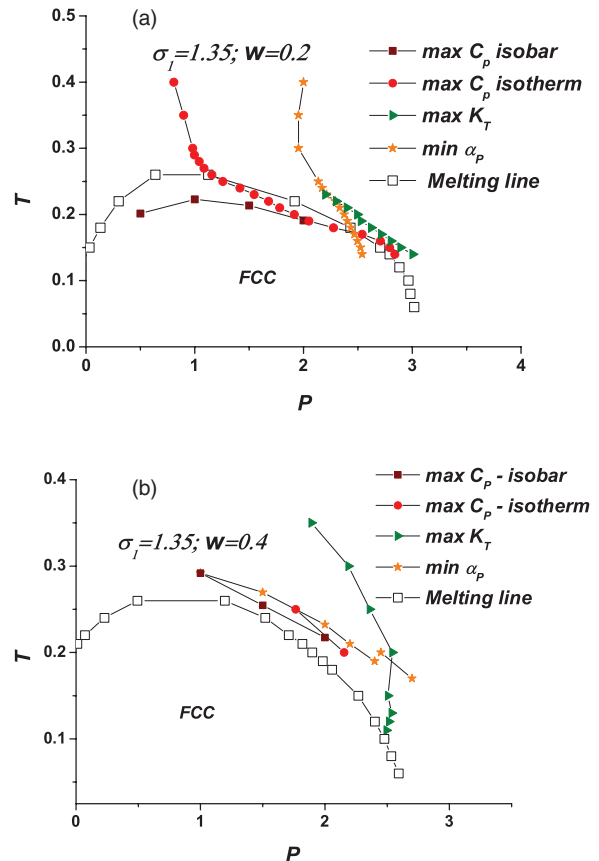 (a)
σ1=1.35; w=0.2
max Cp isobar
max Cp isotherm
max KT
min αP
Melting line
FCC
0.5
0.4
0.3
0.2
0.1
0.0
T
0
1
2
3
4
P
(b)
σ1=1.35; w=0.4
max CP - isobar
max CP - isotherm
max KT
min αP
Melting line
FCC
0.4
0.3
0.2
0.1
T
0
1
2
3
P